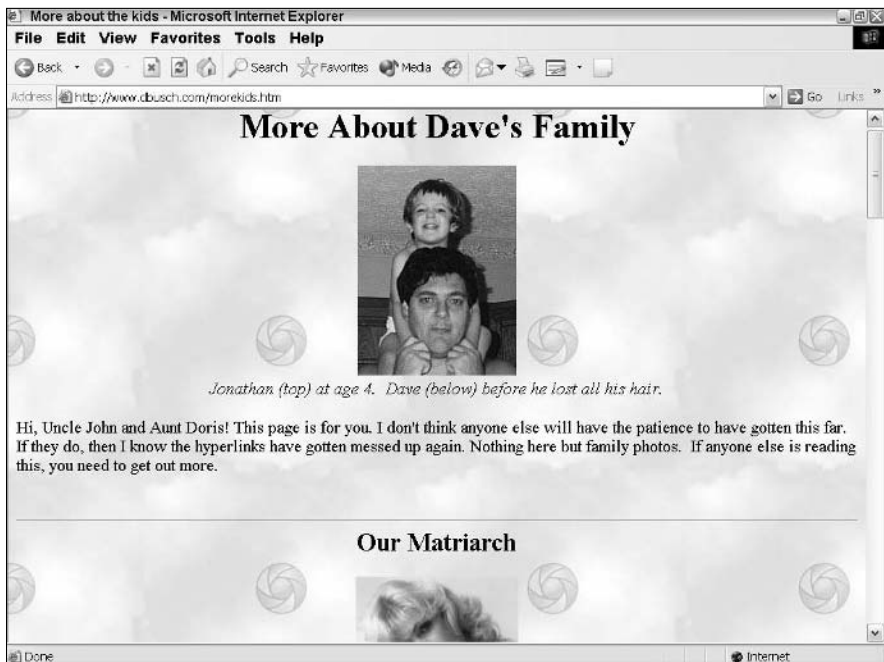 More about the kids - Microsoft Internet Explorer
File Edit View Favorites Tools Help
Back Search Favorites Media
Address http://www.dbusch.com/morekids.htm Go Links »
More About Dave's Family
Jonathan (top) at age 4. Dave (below) before he lost all his hair.
Hi, Uncle John and Aunt Doris! This page is for you. I don't think anyone else will have the patience to have gotten this far.
If they do, then I know the hyperlinks have gotten messed up again. Nothing here but family photos. If anyone else is reading
this, you need to get out more.
Our Matriarch
Done Internet